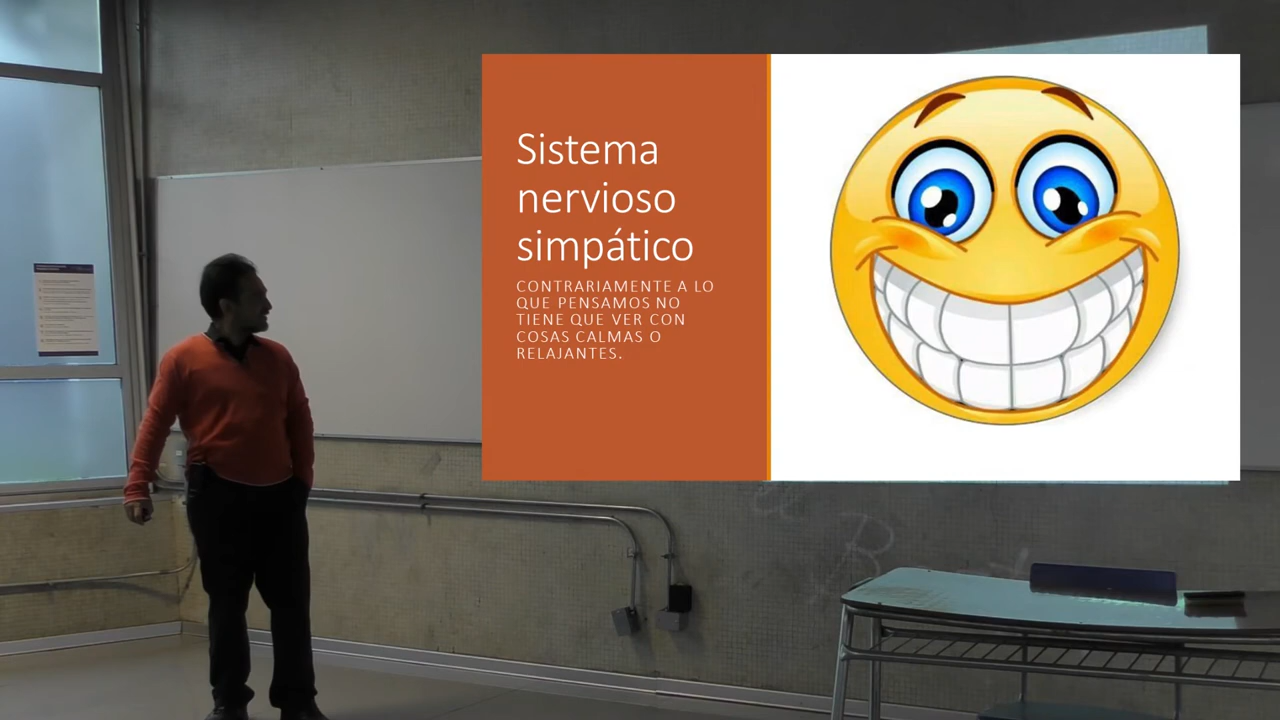 Sistema
nervioso
simpático
CONTRARIAMENTE A LO
QUE PENSAMOS NO
TIENE QUE VER CON
COSAS CALMAS O
RELAJANTES.
B